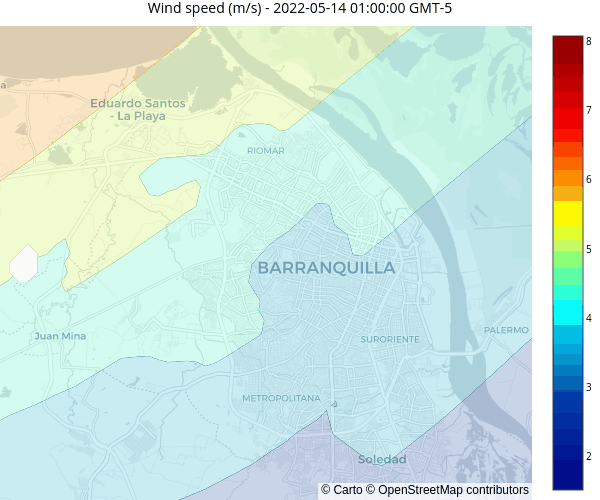 Wind speed (m/s) - 2022-05-14 01:00:00 GMT-5
8
a
Eduardo Santos
- La Playa
7
RIOMAR
6
5
BARRANQUILLA
4
Juan Mina
SURORIENTE
PALERMO
3
METROPOLITANA
2
Soledad
© Carto © OpenStreetMap contributors